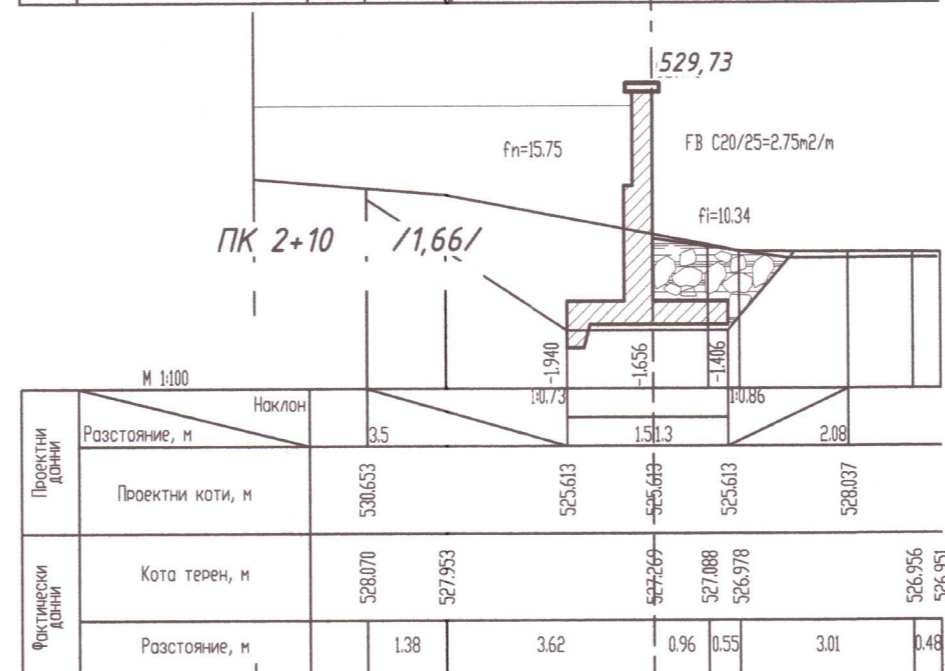 529,73
fn=15.75
FB C20/25=2.75m2/m
fi=10.34
ПК 2+10 /1,66/
-1.940
-1.656
-1.406
М 1:100
Проектни данни
Наклон
Разстояние, м
1:0.73
1:0.86
3.5
1.5
1.3
2.08
Проектни коти, м
530.653
525.613
525.613
525.613
528.037
Фактически данни
Кота терен, м
528.070
527.953
527.269
527.088
526.978
526.956
526.951
Разстояние, м
1.38
3.62
0.96
0.55
3.01
0.48